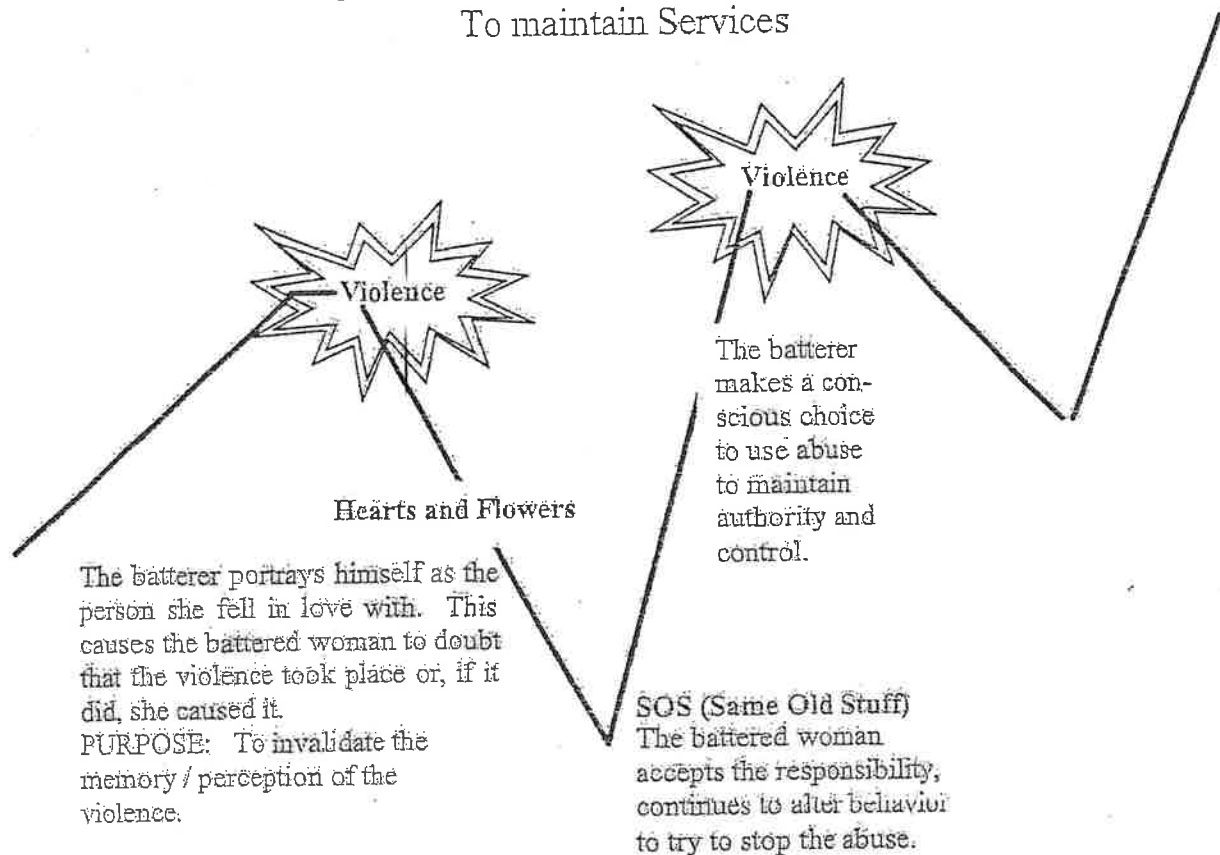 To maintain Services
Violence
Violence
The batterer
makes a con-
scious choice
to use abuse
to maintain
authority and
control.
Hearts and Flowers
The batterer portrays himself as the
person she fell in love with. This
causes the battered woman to doubt
that the violence took place or, if it
did, she caused it.
PURPOSE: To invalidate the
memory / perception of the
violence.
SOS (Same Old Stuff)
The battered woman
accepts the responsibility,
continues to alter behavior
to try to stop the abuse.